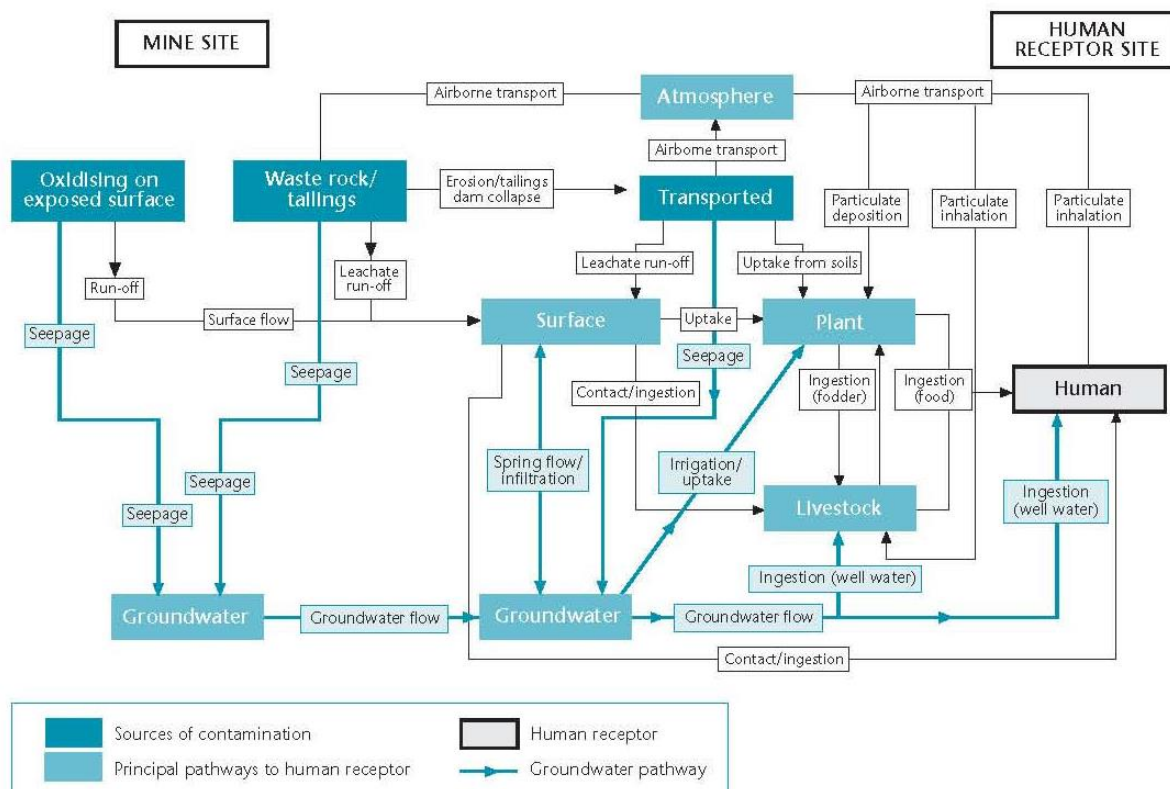 MINE SITE
HUMAN
RECEPTOR SITE
Airborne transport
Atmosphere
Airborne transport
Airborne transport
Oxidising on
exposed surface
Waste rock/
tailings
Erosion/tailings
dam collapse
Transported
Particulate
deposition
Particulate
inhalation
Particulate
inhalation
Run-off
Leachate
run-off
Leachate run-off
Uptake from soils
Surface flow
Surface
Uptake
Plant
Seepage
Seepage
Seepage
Contact/ingestion
Ingestion
(fodder)
Ingestion
(food)
Human
Spring flow/
infiltration
Irrigation/
uptake
Seepage
Seepage
Livestock
Ingestion
(well water)
Ingestion (well water)
Groundwater
Groundwater flow
Groundwater
Groundwater flow
Contact/ingestion
Sources of contamination
Human receptor
Principal pathways to human receptor
Groundwater pathway